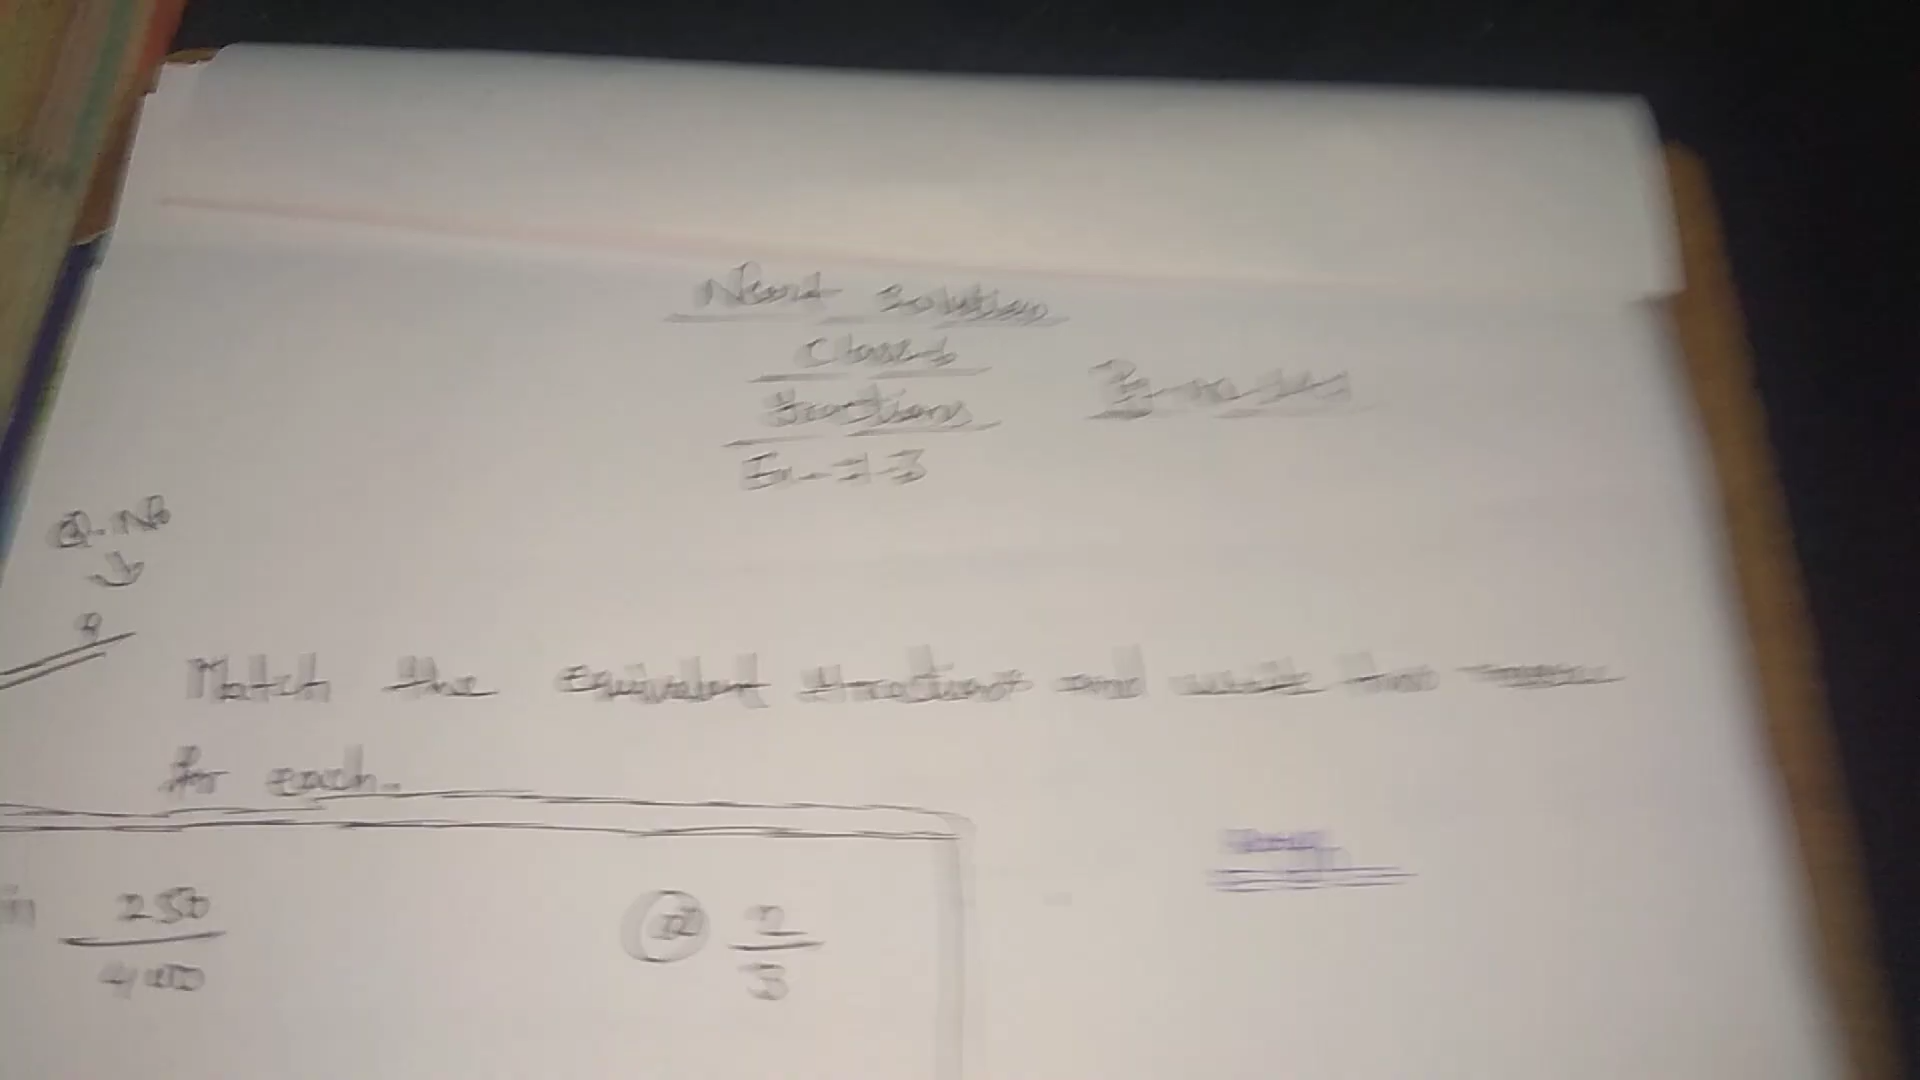 Ncert Solution
Class-6
fractions
Ex-7.3
Q. No
↓
9
Match the Equivalent fractions and write two more
for each.
250
400
2
3